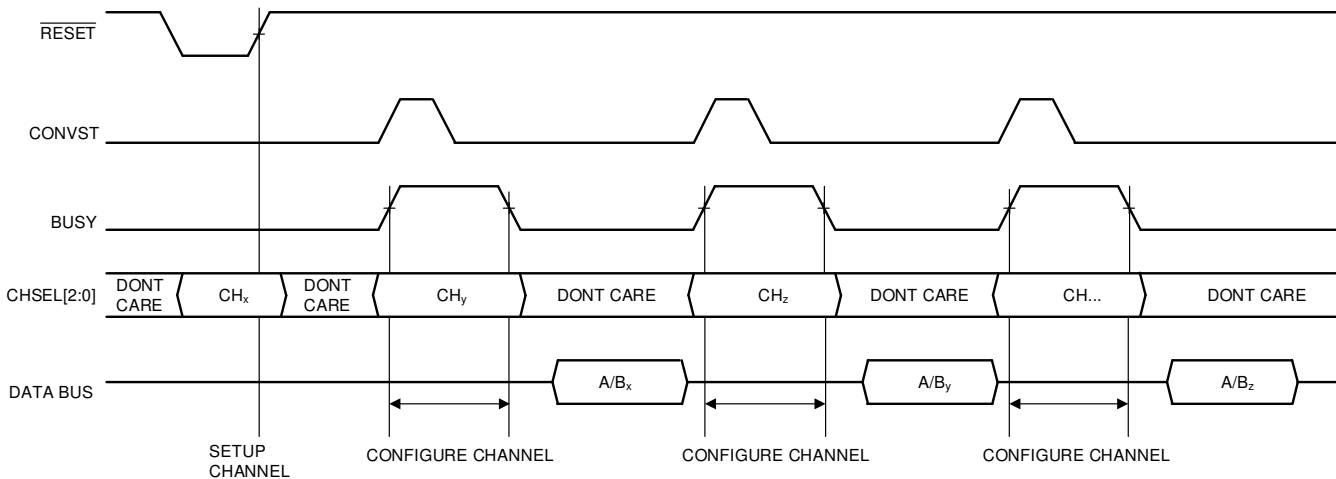 RESET
CONVST
BUSY
CHSEL[2:0]
DONT
CARE
CHx
DONT
CARE
CHy
DONT CARE
CHz
DONT CARE
CH...
DONT CARE
DATA BUS
A/Bx
A/By
A/Bz
SETUP
CHANNEL
CONFIGURE CHANNEL
CONFIGURE CHANNEL
CONFIGURE CHANNEL